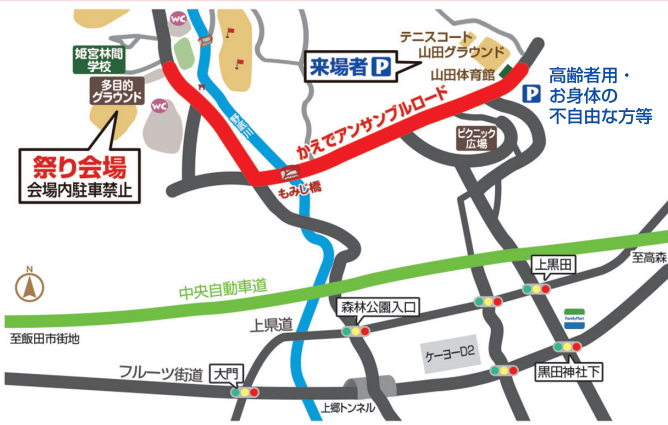 WC
テニスコート
山田グラウンド
山田体育館
来場者 P
P
高齢者用・
お身体の
不自由な方等
姫宮林間
学校
多目的
グラウンド
WC
野底川
かえでアンサンブルロード
ピクニック
広場
祭り会場
会場内駐車禁止
もみじ橋
N
中央自動車道
上黒田
至高森
至飯田市街地
上県道
森林公園入口
FamilyMart
ケーヨーD2
フルーツ街道
大門
黒田神社下
上郷トンネル